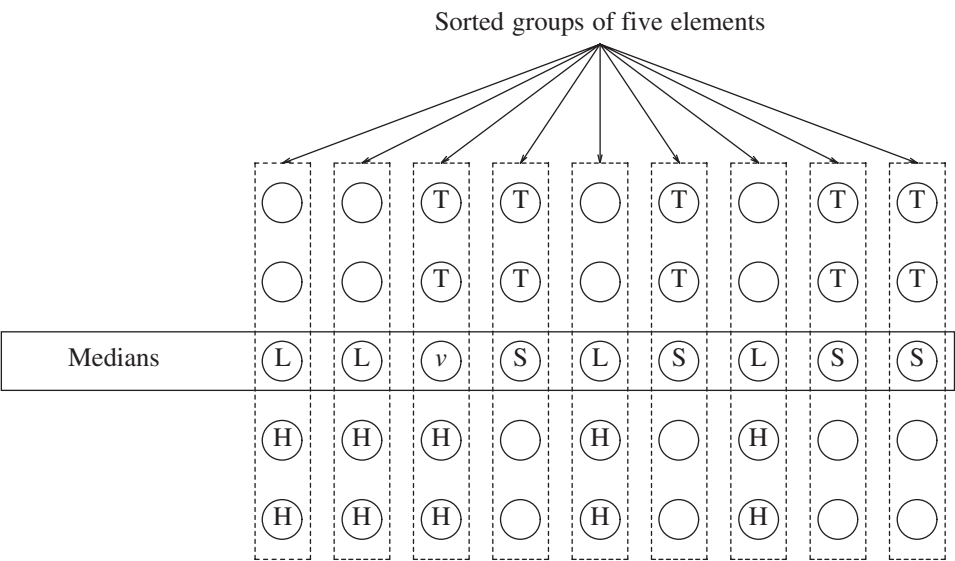 Sorted groups of five elements
T T T T T
T T T T T
Medians L L v S L S L S S
H H H H H
H H H H H